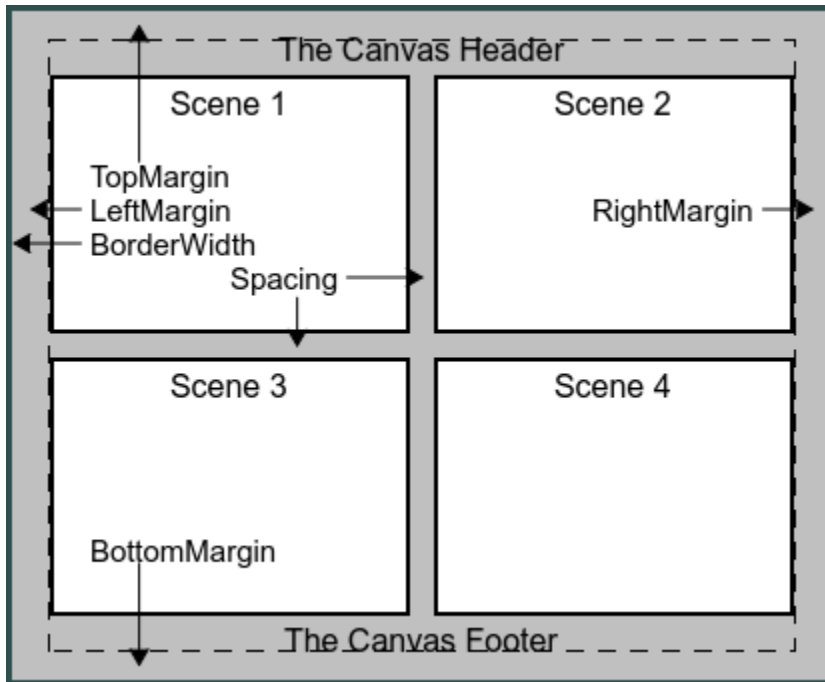 The Canvas Header
Scene 1
Scene 2
TopMargin
LeftMargin
RightMargin
BorderWidth
Spacing
Scene 3
Scene 4
BottomMargin
The Canvas Footer